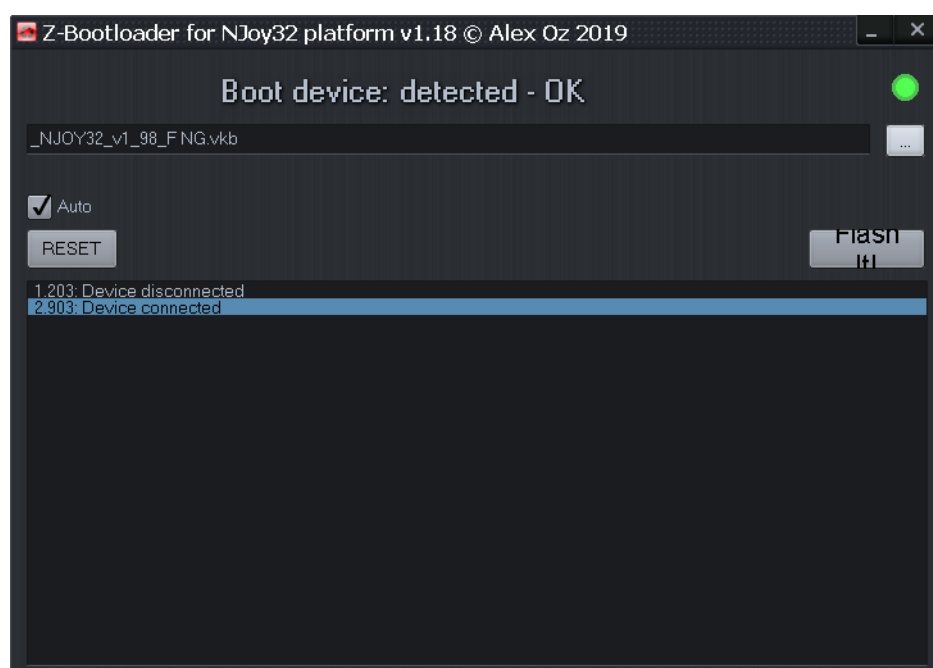 Z-Bootloader for NJoy32 platform v1.18 © Alex Oz 2019
Boot device: detected - OK
_NJOY32_v1_98_F NG.vkb
...
Auto
RESET
Flash
It!
1.203: Device disconnected
2.903: Device connected